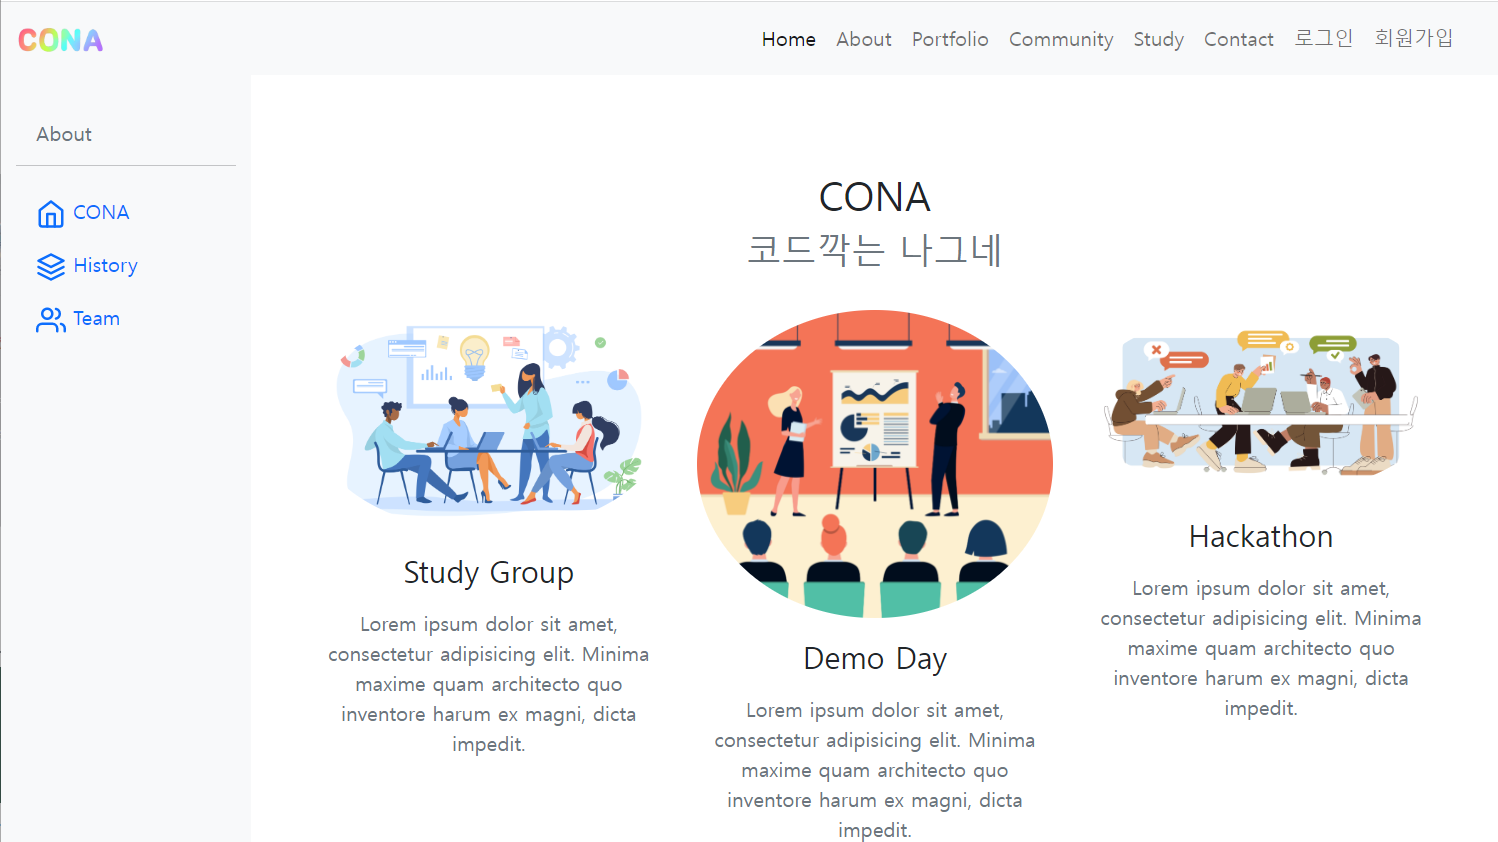 CONA
Home About Portfolio Community Study Contact 로그인 회원가입
About
CONA
History
Team
CONA
코드깍는 나그네
Study Group
Lorem ipsum dolor sit amet,
consectetur adipisicing elit. Minima
maxime quam architecto quo
inventore harum ex magni, dicta
impedit.
Demo Day
Lorem ipsum dolor sit amet,
consectetur adipisicing elit. Minima
maxime quam architecto quo
inventore harum ex magni, dicta
impedit.
Hackathon
Lorem ipsum dolor sit amet,
consectetur adipisicing elit. Minima
maxime quam architecto quo
inventore harum ex magni, dicta
impedit.